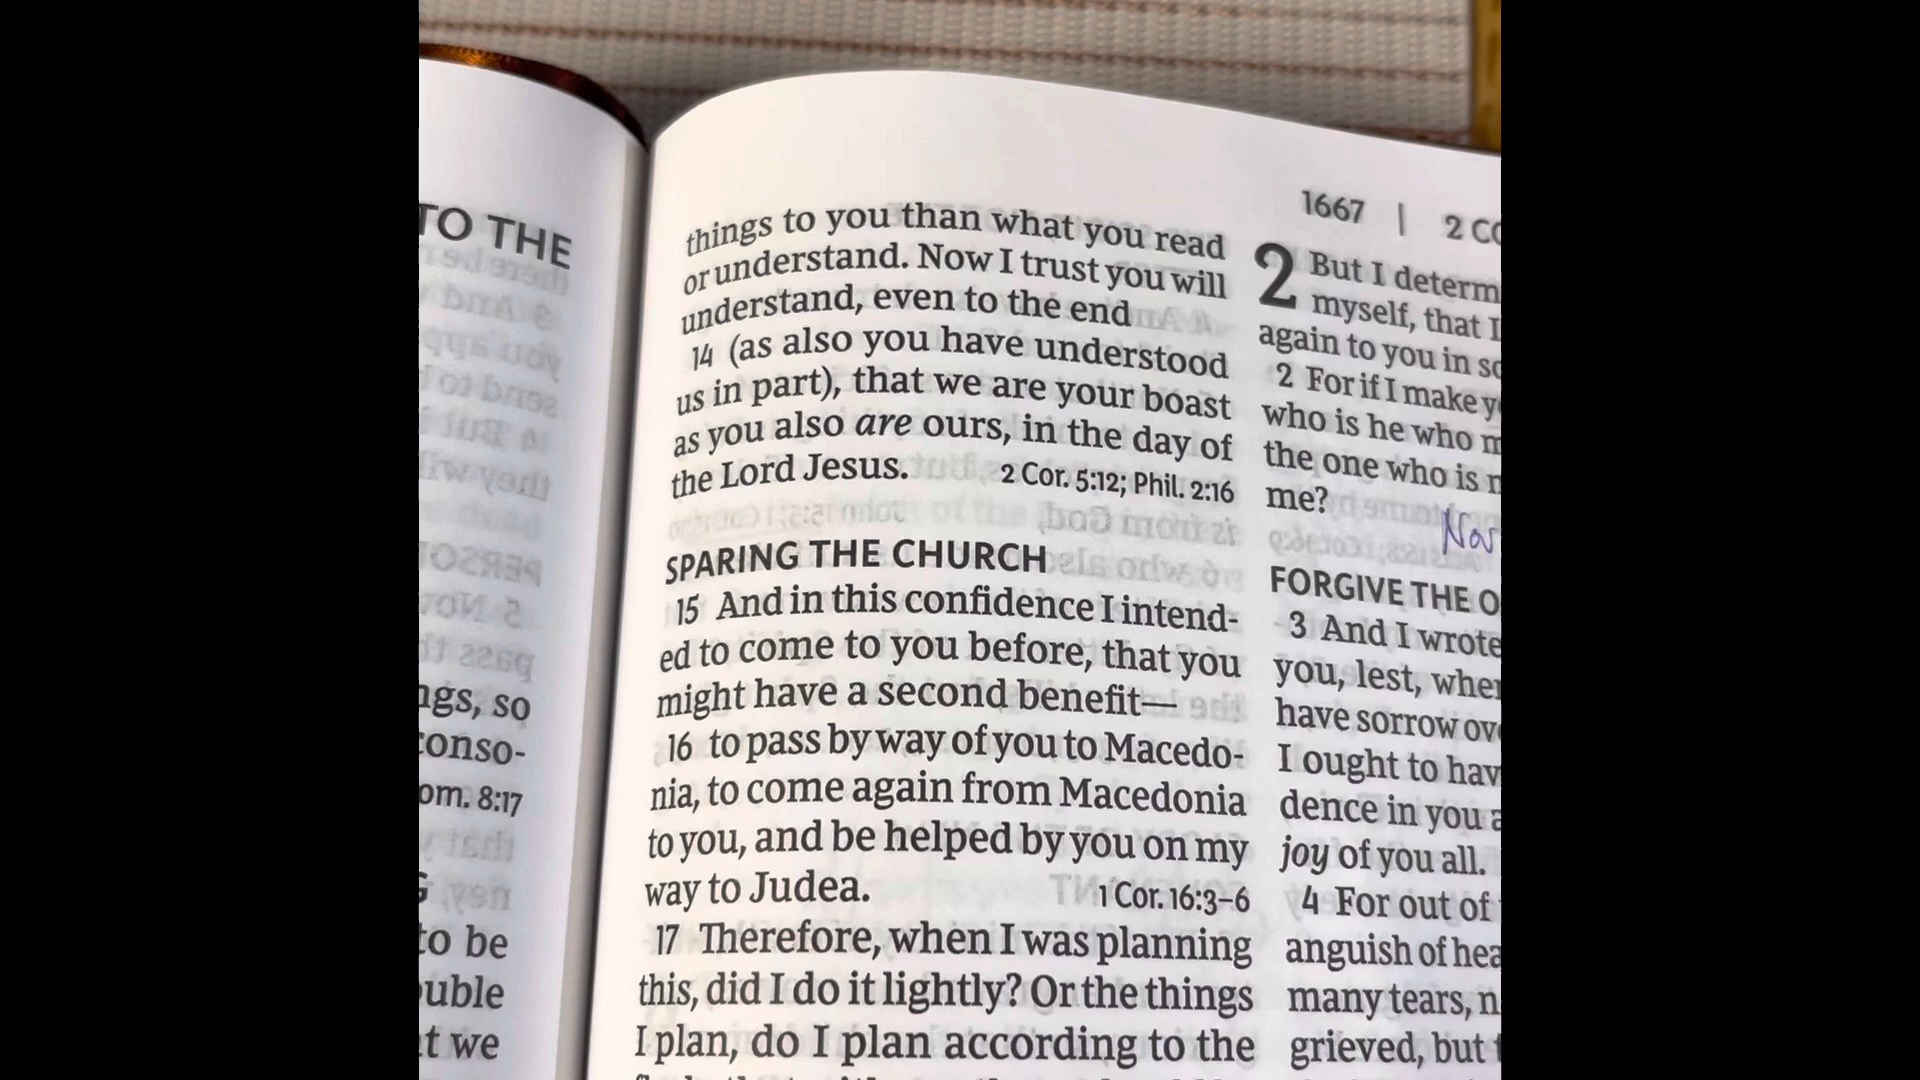 TO THE
ngs, so
conso-
om. 8:17
to be
ouble
t we
things to you than what you read
or understand. Now I trust you will
understand, even to the end
14 (as also you have understood
us in part), that we are your boast
as you also are ours, in the day of
the Lord Jesus. 2 Cor. 5:12; Phil. 2:16
SPARING THE CHURCH
15 And in this confidence I intend-
ed to come to you before, that you
might have a second benefit—
16 to pass by way of you to Macedo-
nia, to come again from Macedonia
to you, and be helped by you on my
way to Judea. 1 Cor. 16:3–6
17 Therefore, when I was planning
this, did I do it lightly? Or the things
I plan, do I plan according to the
1667 | 2 CO
2 But I determ
myself, that I
again to you in so
2 For if I make y
who is he who m
the one who is m
me?
Nov
FORGIVE THE O
3 And I wrote
you, lest, when
have sorrow ov
I ought to hav
dence in you a
joy of you all.
4 For out of
anguish of hea
many tears, n
grieved, but t